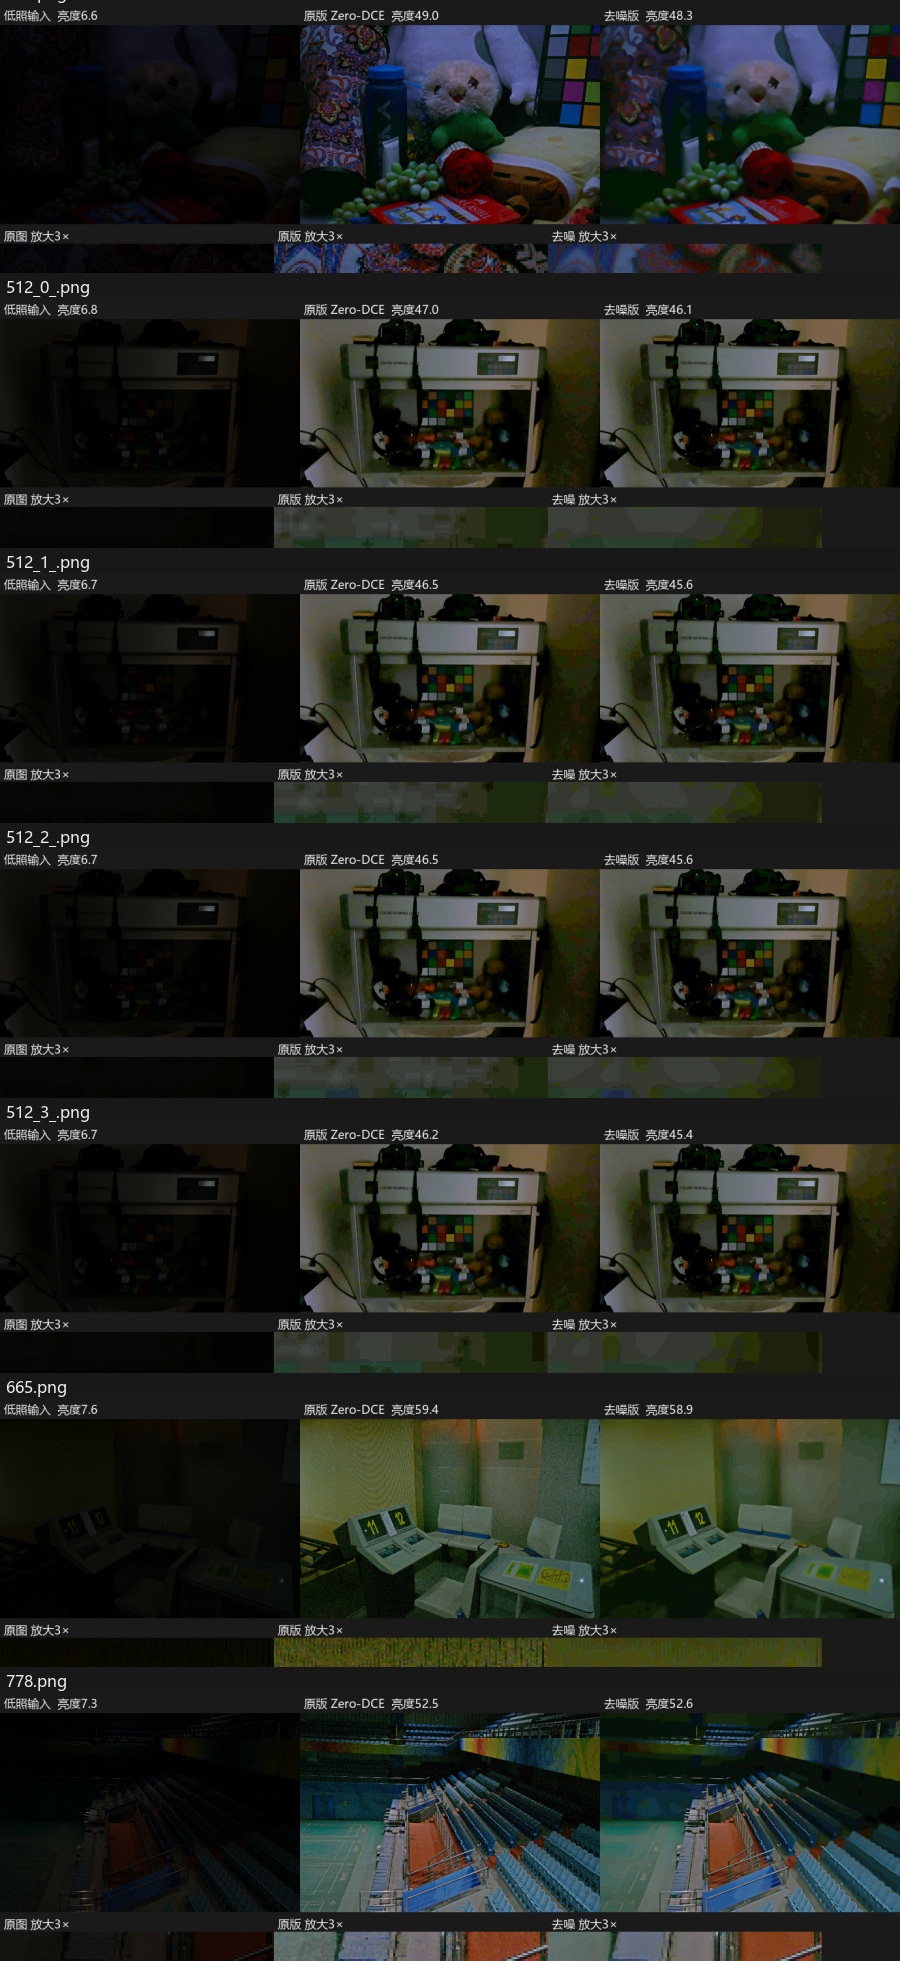 低照输入 亮度6.6 原版 Zero-DCE 亮度49.0 去噪版 亮度48.3
原图 放大3× 原版 放大3× 去噪 放大3×
512_0_.png
低照输入 亮度6.8 原版 Zero-DCE 亮度47.0 去噪版 亮度46.1
原图 放大3× 原版 放大3× 去噪 放大3×
512_1_.png
低照输入 亮度6.7 原版 Zero-DCE 亮度46.5 去噪版 亮度45.6
原图 放大3× 原版 放大3× 去噪 放大3×
512_2_.png
低照输入 亮度6.7 原版 Zero-DCE 亮度46.5 去噪版 亮度45.6
原图 放大3× 原版 放大3× 去噪 放大3×
512_3_.png
低照输入 亮度6.7 原版 Zero-DCE 亮度46.2 去噪版 亮度45.4
原图 放大3× 原版 放大3× 去噪 放大3×
665.png
低照输入 亮度7.6 原版 Zero-DCE 亮度59.4 去噪版 亮度58.9
11 12 11 12 11 12
原图 放大3× 原版 放大3× 去噪 放大3×
778.png
低照输入 亮度7.3 原版 Zero-DCE 亮度52.5 去噪版 亮度52.6
原图 放大3× 原版 放大3× 去噪 放大3×